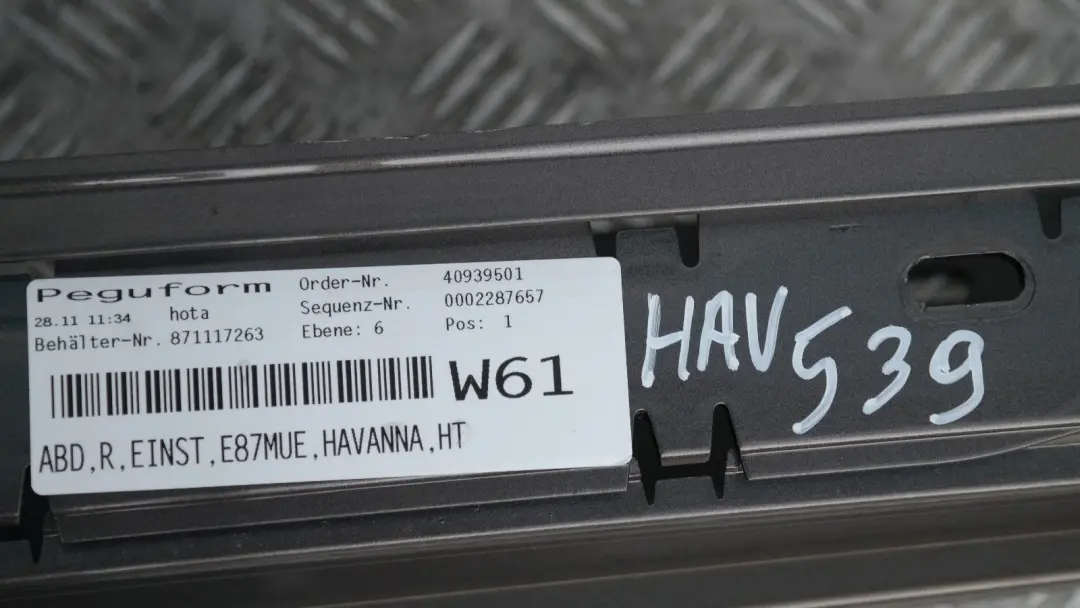 Peguform
28.11 11:34 hota
Behälter-Nr. 871117263
Order-Nr. 40939501
Sequenz-Nr. 0002287657
Ebene: 6 Pos: 1
W61
ABD,R,EINST,E87MUE,HAVANNA,HT
HAV 539